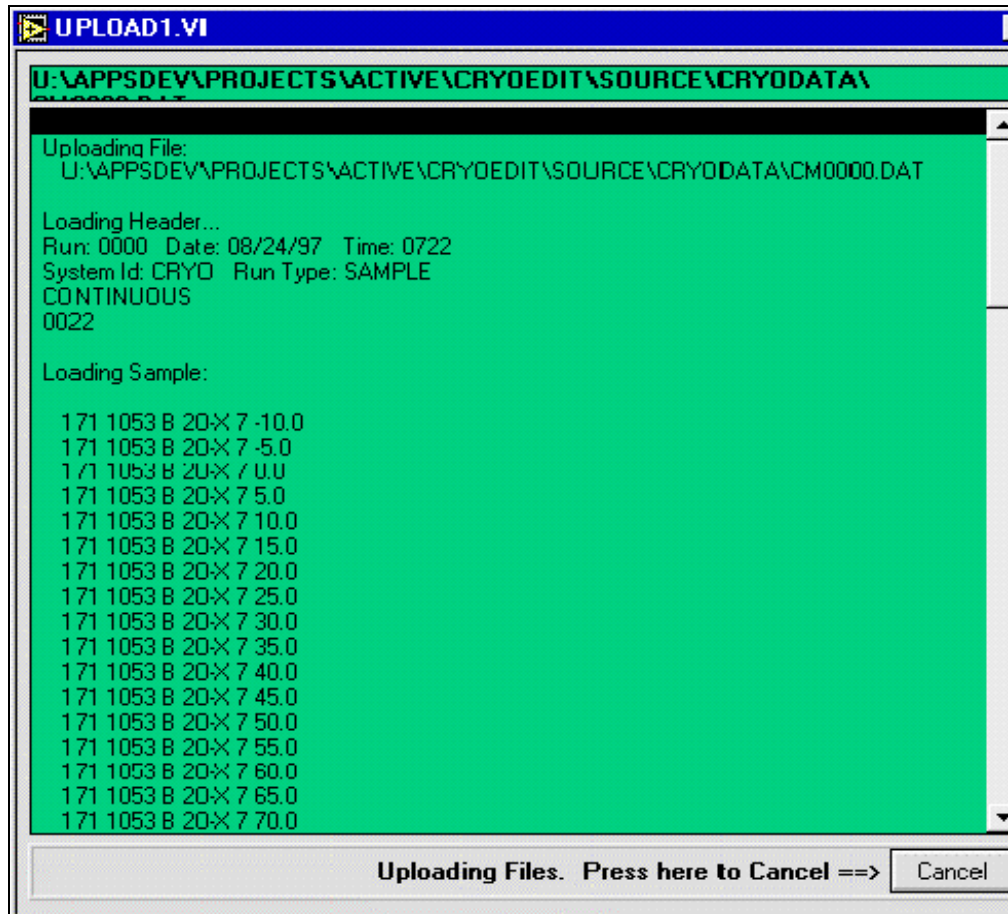 UPLOAD1.VI
U:\APPSDEV\PROJECTS\ACTIVE\CRYOEDIT\SOURCE\CRYODATA\
Uploading File:
U:\APPSDEV\PROJECTS\ACTIVE\CRYOEDIT\SOURCE\CRYODATA\CM0000.DAT
Loading Header...
Run: 0000 Date: 08/24/97 Time: 0722
System Id: CRYO Run Type: SAMPLE
CONTINUOUS
0022
Loading Sample:
171 1053 B 20-X 7 -10.0
171 1053 B 20-X 7 -5.0
171 1053 B 20-X 7 0.0
171 1053 B 20-X 7 5.0
171 1053 B 20-X 7 10.0
171 1053 B 20-X 7 15.0
171 1053 B 20-X 7 20.0
171 1053 B 20-X 7 25.0
171 1053 B 20-X 7 30.0
171 1053 B 20-X 7 35.0
171 1053 B 20-X 7 40.0
171 1053 B 20-X 7 45.0
171 1053 B 20-X 7 50.0
171 1053 B 20-X 7 55.0
171 1053 B 20-X 7 60.0
171 1053 B 20-X 7 65.0
171 1053 B 20-X 7 70.0
Uploading Files. Press here to Cancel ==> Cancel